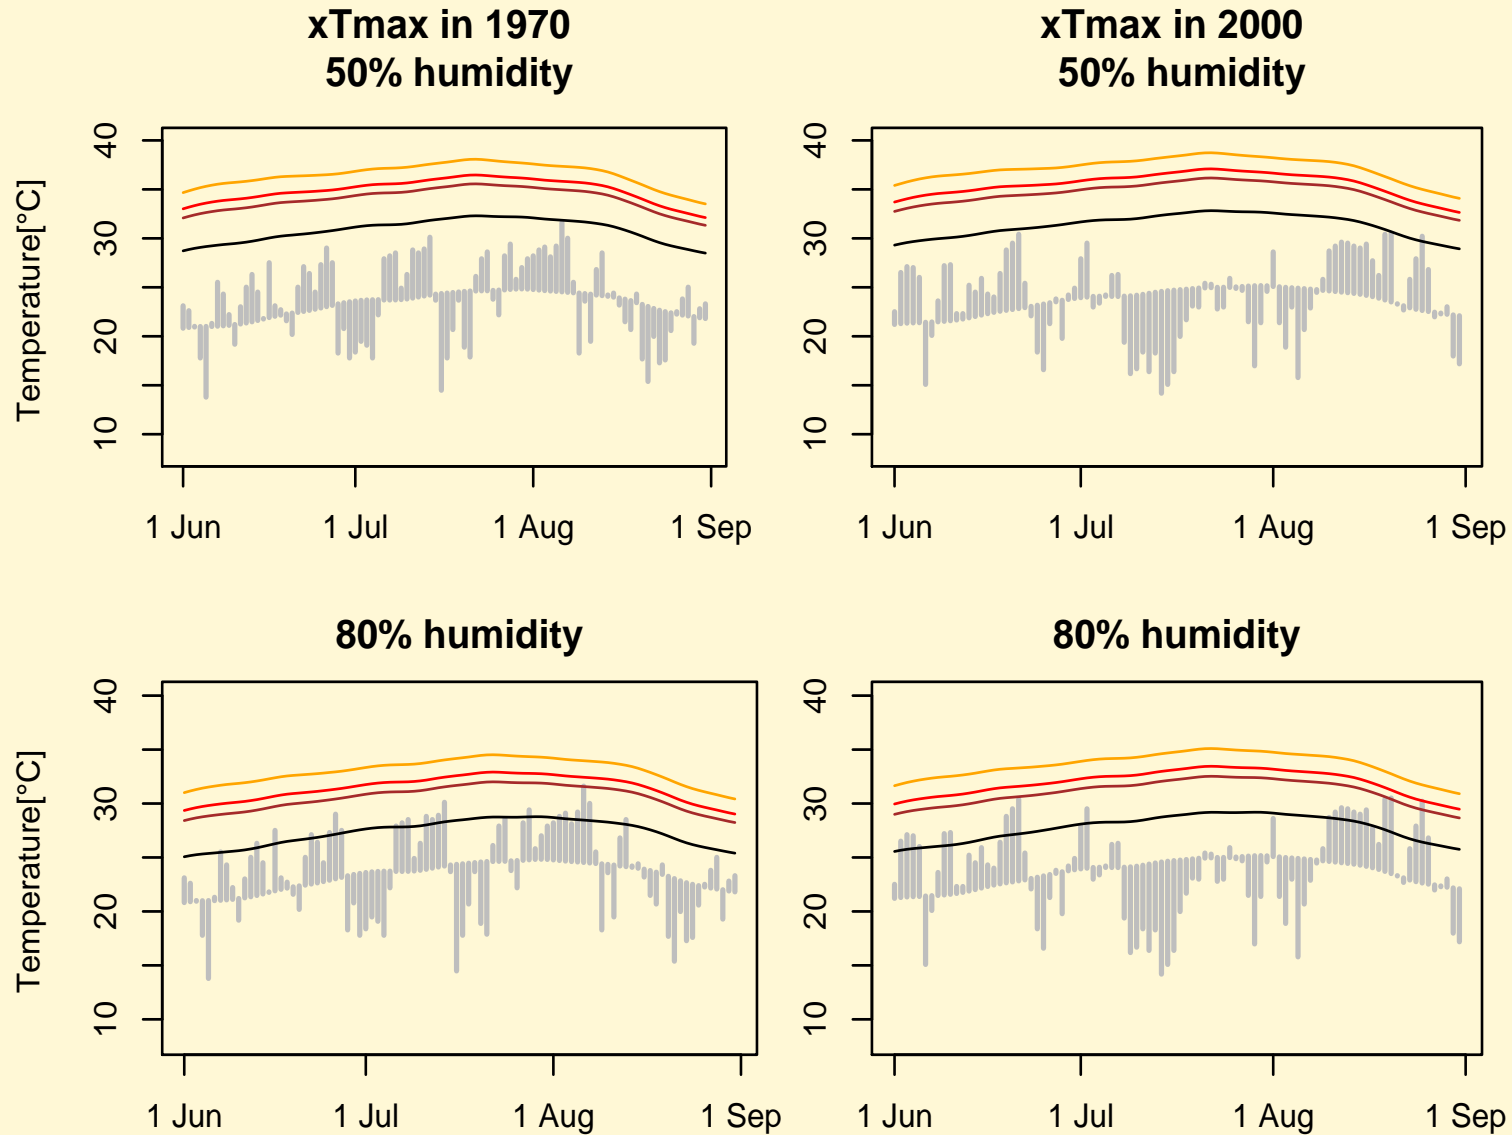 xTmax in 1970
50% humidity
xTmax in 2000
50% humidity
Temperature[°C]
40
30
20
10
1 Jun
1 Jul
1 Aug
1 Sep
40
30
20
10
1 Jun
1 Jul
1 Aug
1 Sep
80% humidity
80% humidity
Temperature[°C]
40
30
20
10
1 Jun
1 Jul
1 Aug
1 Sep
40
30
20
10
1 Jun
1 Jul
1 Aug
1 Sep